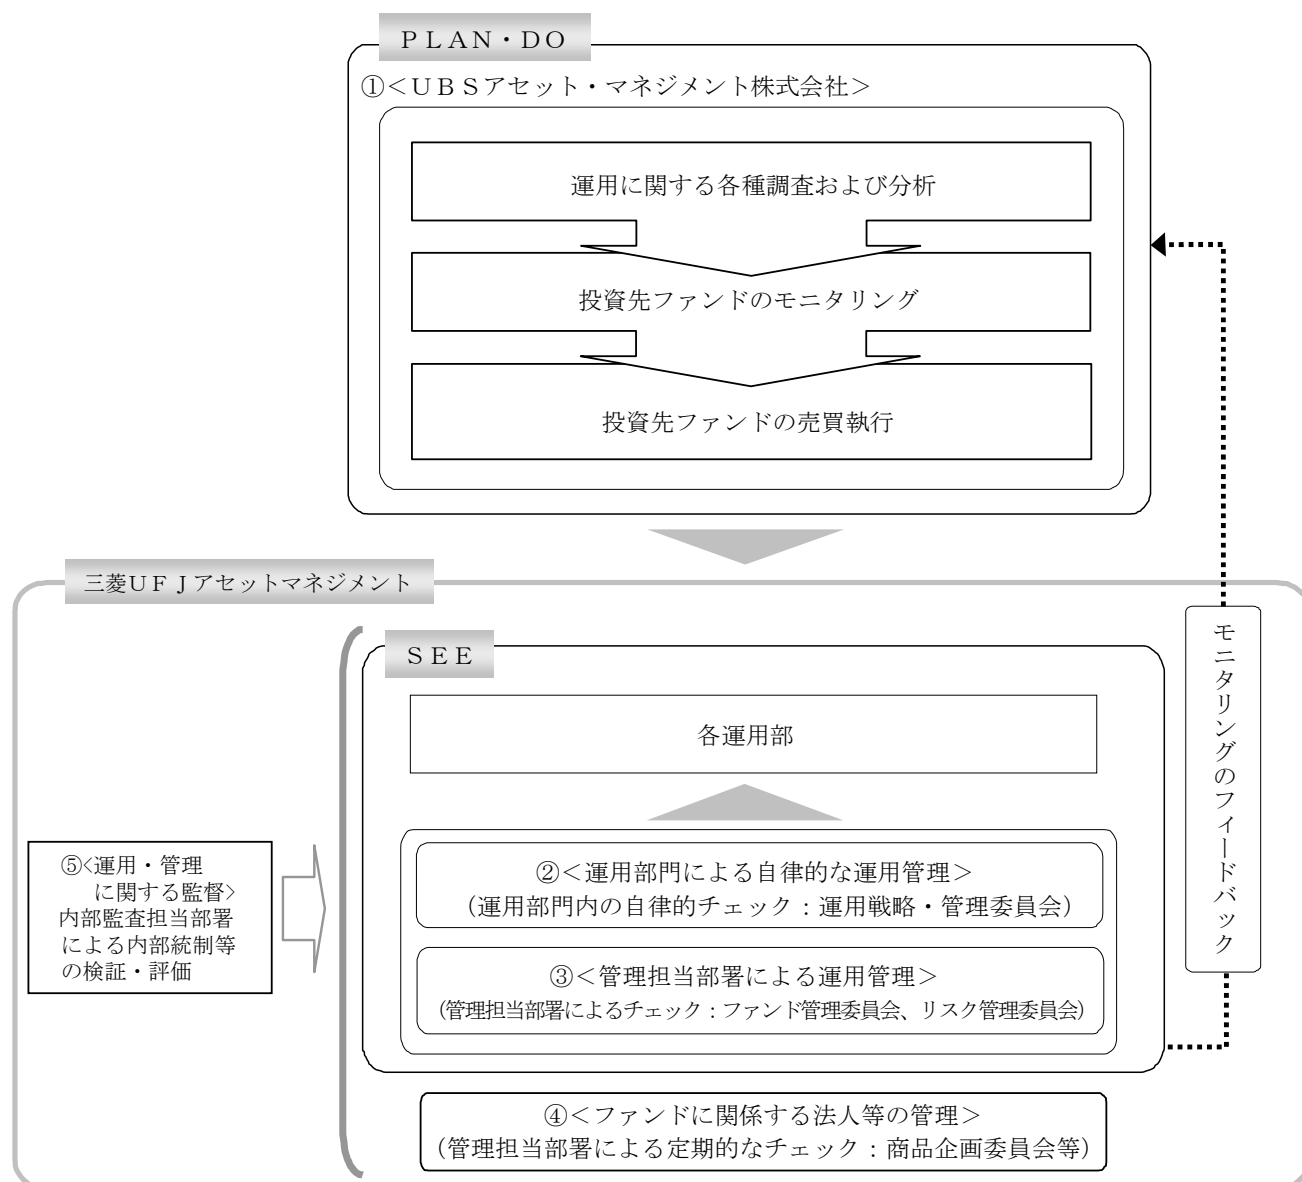 ＰＬＡＮ・ＤＯ
①＜ＵＢＳアセット・マネジメント株式会社＞
運用に関する各種調査および分析
投資先ファンドのモニタリング
投資先ファンドの売買執行
三菱ＵＦＪアセットマネジメント
ＳＥＥ
各運用部
②＜運用部門による自律的な運用管理＞
（運用部門内の自律的チェック：運用戦略・管理委員会）
③＜管理担当部署による運用管理＞
（管理担当部署によるチェック：ファンド管理委員会、リスク管理委員会）
④＜ファンドに関係する法人等の管理＞
（管理担当部署による定期的なチェック：商品企画委員会等）
⑤＜運用・管理
に関する監督＞
内部監査担当部署
による内部統制等
の検証・評価
モニタリングのフィードバック